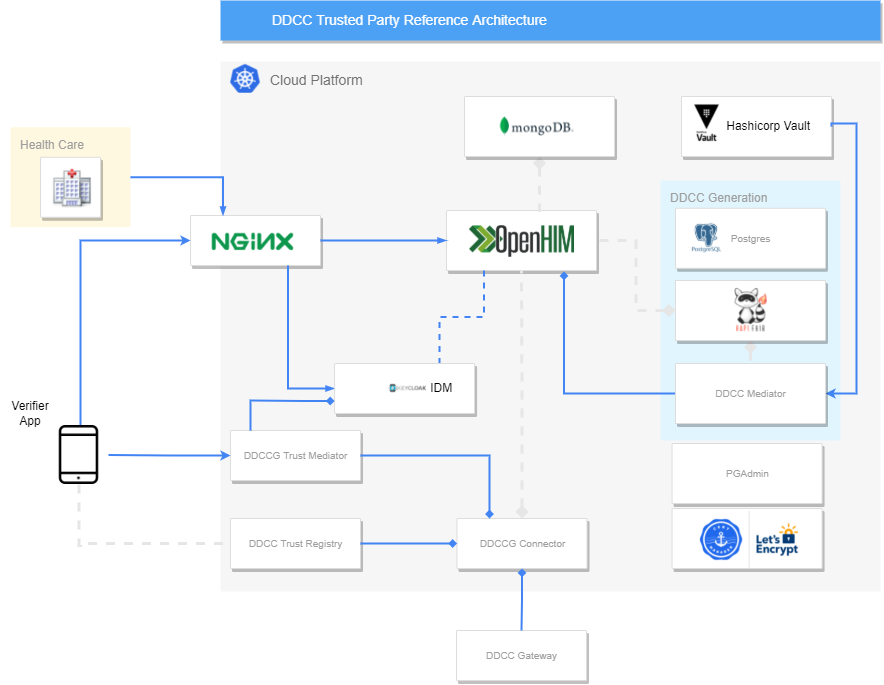 DDCC Trusted Party Reference Architecture
Cloud Platform
mongoDB.
Vault
Hashicorp Vault
Health Care
DDCC Generation
NGINX
OpenHIM
PostgreSQL
Postgres
HAPI FHIR
KEYCLOAK IDM
DDCC Mediator
Verifier
App
DDCCG Trust Mediator
PGAdmin
DDCC Trust Registry
DDCCG Connector
CERT
MANAGER
Let's
Encrypt
DDCC Gateway